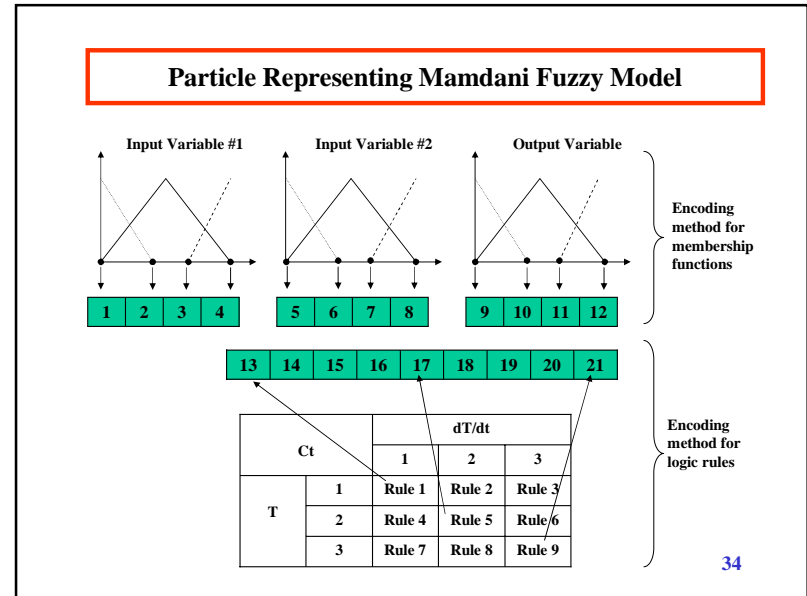 Particle Representing Mamdani Fuzzy Model
Input Variable #1 Input Variable #2 Output Variable
Encoding
method for
membership
functions
1 2 3 4 5 6 7 8 9 10 11 12
13 14 15 16 17 18 19 20 21
Encoding
method for
logic rules
Ct dT/dt
1 2 3
T 1 Rule 1 Rule 2 Rule 3
2 Rule 4 Rule 5 Rule 6
3 Rule 7 Rule 8 Rule 9
34